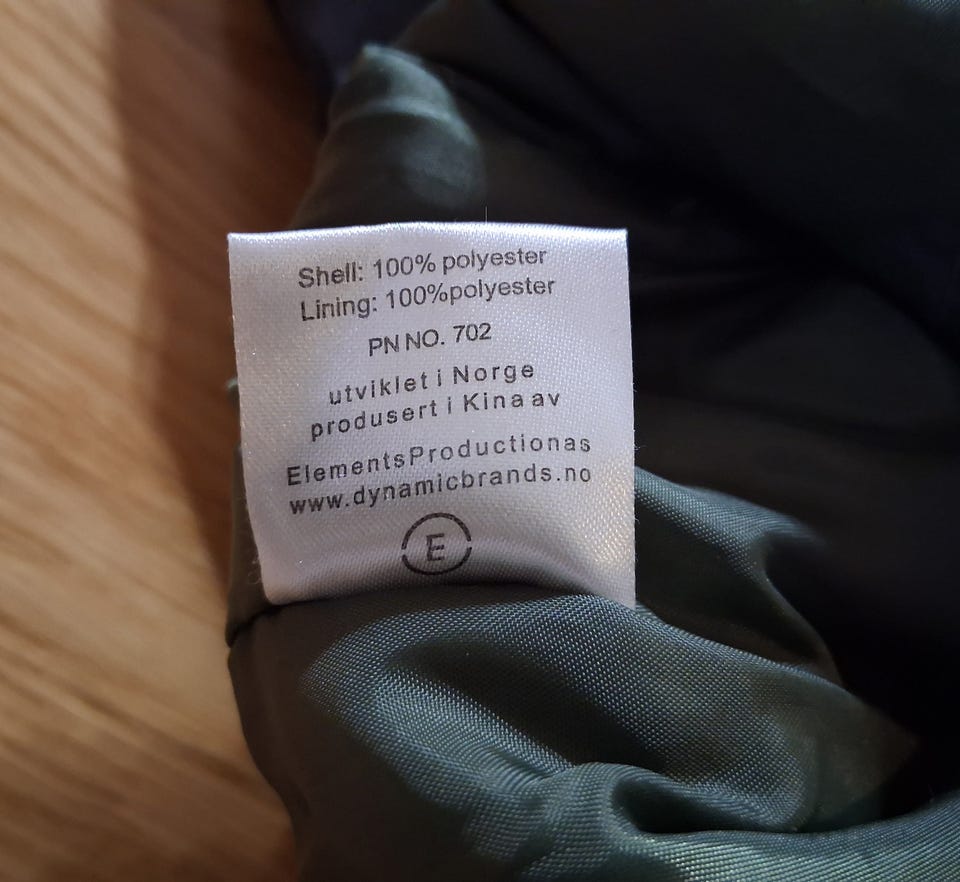 Shell: 100% polyester
Lining: 100%polyester
PN NO. 702
utviklet i Norge
produsert i Kina av
ElementsProductionas
www.dynamicbrands.no
E